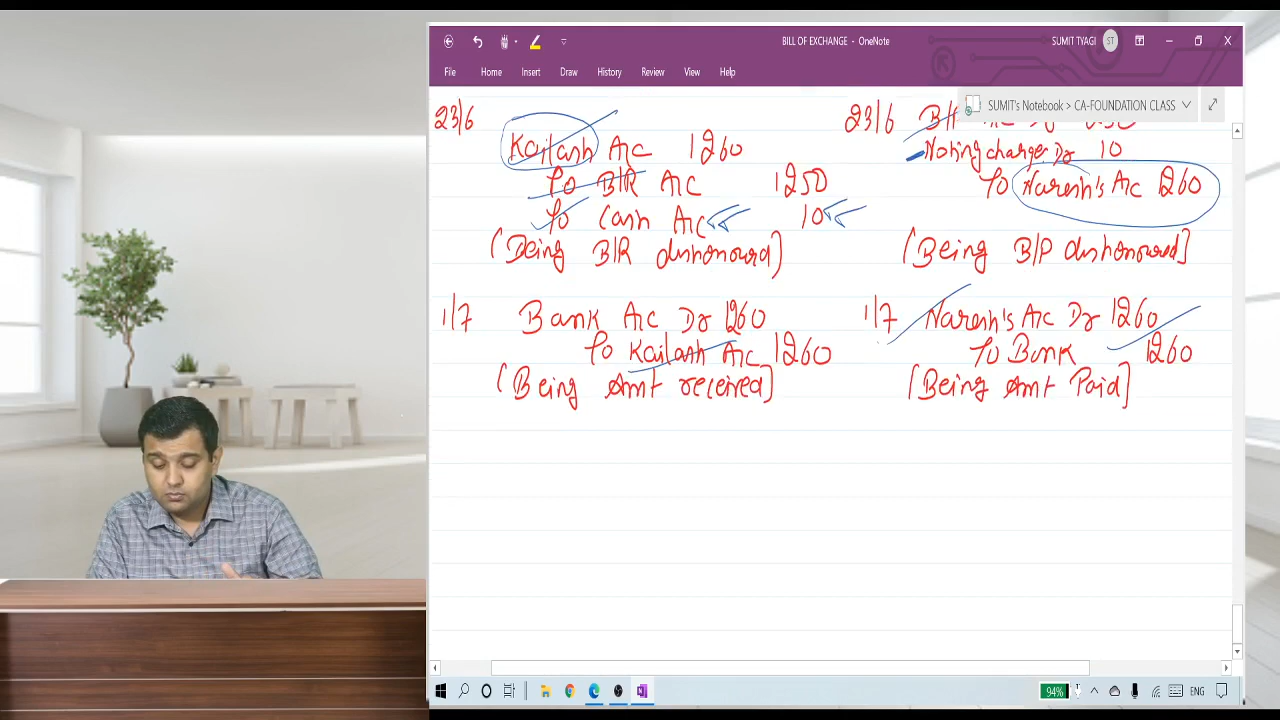 BILL OF EXCHANGE - OneNote
SUMIT TYAGI ST
File Home Insert Draw History Review View Help
SUMIT's Notebook > CA-FOUNDATION CLASS
23/6
Kailash A/c 1260
To B/R A/c 1250
To Cash A/c 10
(Being B/R dishonoured)
1/7 Bank A/c Dr 1260
To Kailash A/c 1260
(Being Amt received)
23/6
Noting charges Dr 10
To Naresh's A/c 1260
(Being B/P dishonoured]
1/7 Naresh's A/c Dr 1260
To Bank 1260
(Being Amt Paid]
94%
ENG